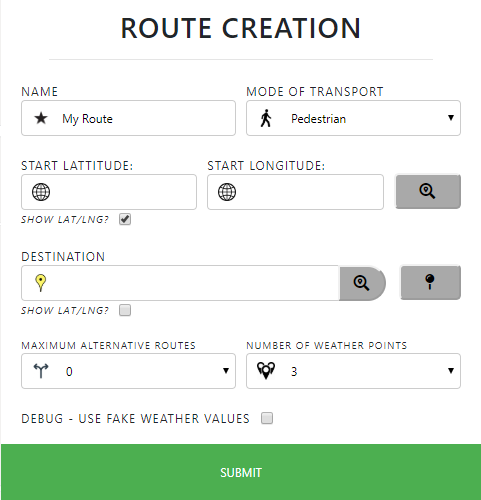 ROUTE CREATION
NAME MODE OF TRANSPORT
My Route Pedestrian
START LATTITUDE: START LONGITUDE:
SHOW LAT/LNG?
DESTINATION
SHOW LAT/LNG?
MAXIMUM ALTERNATIVE ROUTES NUMBER OF WEATHER POINTS
0 3
DEBUG - USE FAKE WEATHER VALUES
SUBMIT